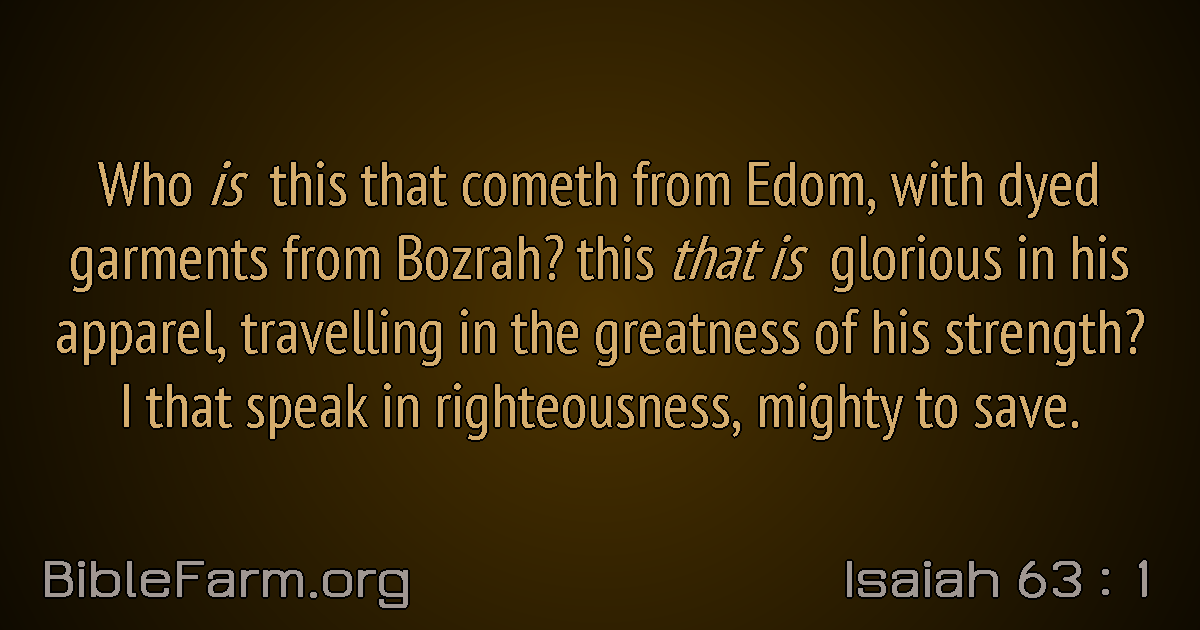 Who is this that cometh from Edom, with dyed
garments from Bozrah? this that is glorious in his
apparel, travelling in the greatness of his strength?
I that speak in righteousness, mighty to save.
BibleFarm.org
Isaiah 63 : 1